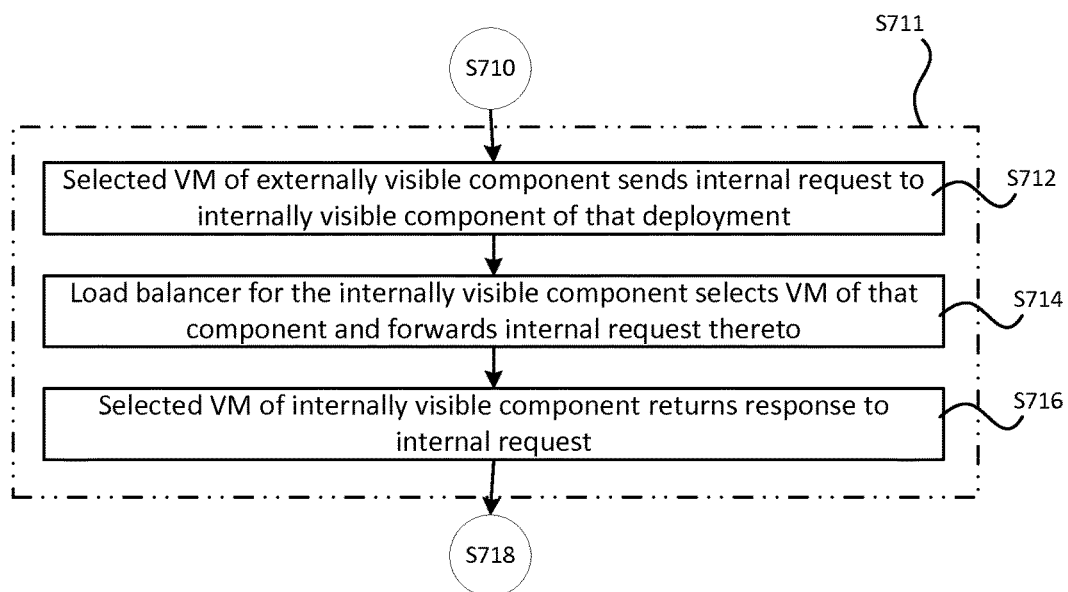 S711
S710
Selected VM of externally visible component sends internal request to
internally visible component of that deployment
S712
Load balancer for the internally visible component selects VM of that
component and forwards internal request thereto
S714
Selected VM of internally visible component returns response to
internal request
S716
S718